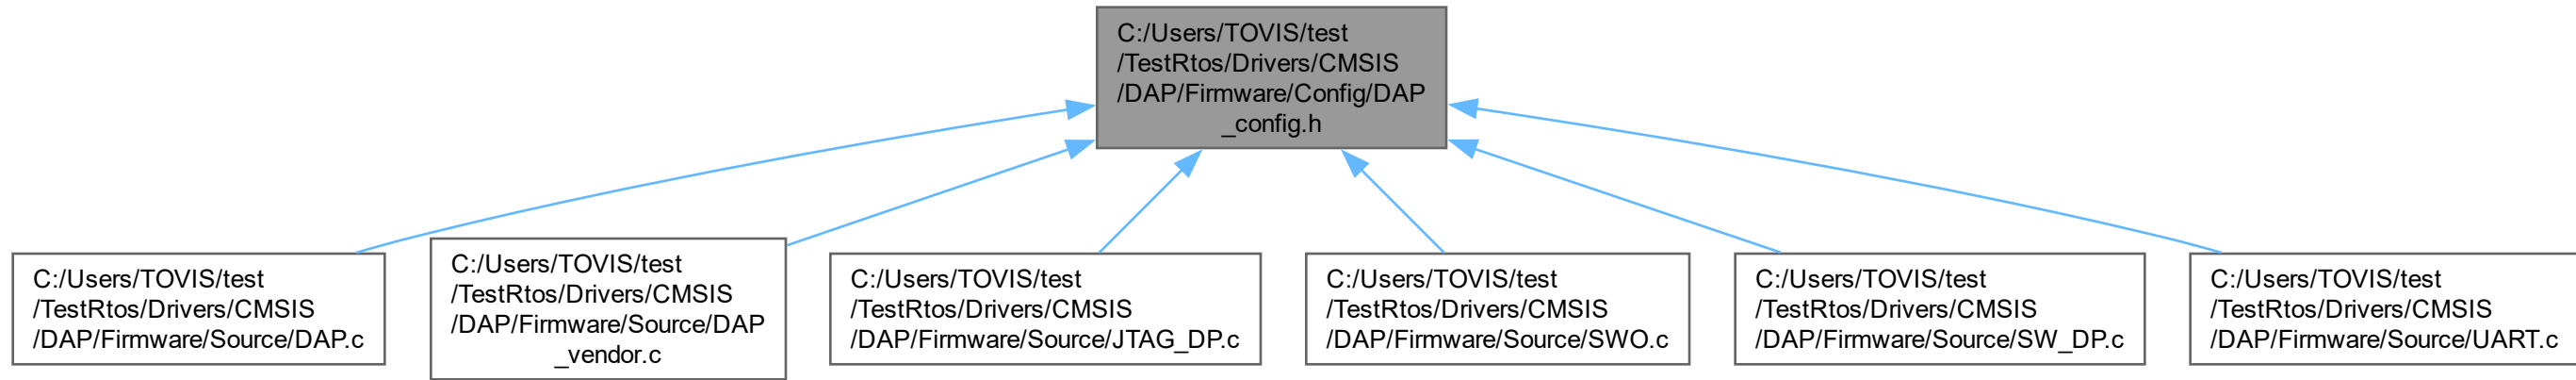 C:/Users/TOVIS/test
/TestRtos/Drivers/CMSIS
/DAP/Firmware/Config/DAP
_config.h
C:/Users/TOVIS/test
/TestRtos/Drivers/CMSIS
/DAP/Firmware/Source/DAP.c
C:/Users/TOVIS/test
/TestRtos/Drivers/CMSIS
/DAP/Firmware/Source/DAP
_vendor.c
C:/Users/TOVIS/test
/TestRtos/Drivers/CMSIS
/DAP/Firmware/Source/JTAG_DP.c
C:/Users/TOVIS/test
/TestRtos/Drivers/CMSIS
/DAP/Firmware/Source/SWO.c
C:/Users/TOVIS/test
/TestRtos/Drivers/CMSIS
/DAP/Firmware/Source/SW_DP.c
C:/Users/TOVIS/test
/TestRtos/Drivers/CMSIS
/DAP/Firmware/Source/UART.c